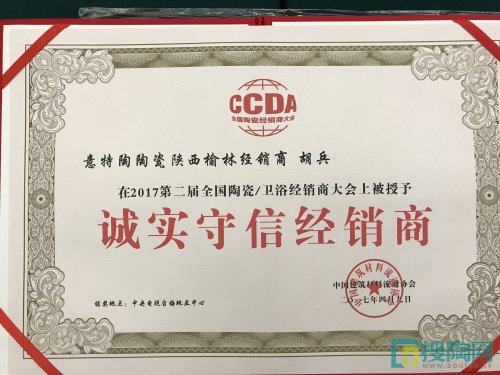 CCDA
全国陶瓷经销商大会
意特陶陶瓷陕西榆林经销商 胡兵
在2017第二届全国陶瓷/卫浴经销商大会上被授予
诚实守信经销商
中国建筑材料流通协会
二〇一七年四月九日
颁奖地点：中央电视台梅地亚中心
搜陶网